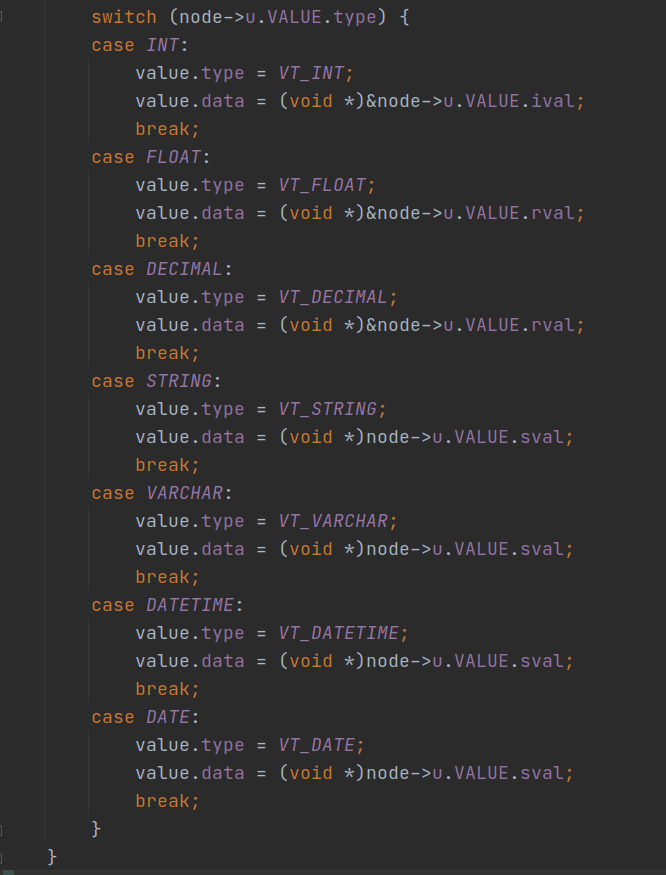 switch (node->u.VALUE.type) {
case INT:
value.type = VT_INT;
value.data = (void *)&node->u.VALUE.ival;
break;
case FLOAT:
value.type = VT_FLOAT;
value.data = (void *)&node->u.VALUE.rval;
break;
case DECIMAL:
value.type = VT_DECIMAL;
value.data = (void *)&node->u.VALUE.rval;
break;
case STRING:
value.type = VT_STRING;
value.data = (void *)node->u.VALUE.sval;
break;
case VARCHAR:
value.type = VT_VARCHAR;
value.data = (void *)node->u.VALUE.sval;
break;
case DATETIME:
value.type = VT_DATETIME;
value.data = (void *)node->u.VALUE.sval;
break;
case DATE:
value.type = VT_DATE;
value.data = (void *)node->u.VALUE.sval;
break;
}
}